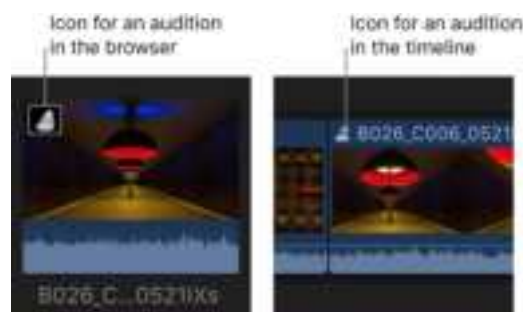 Icon for an audition
in the browser
Icon for an audition
in the timeline
B026_C006_0521
B026_C...0521IXs